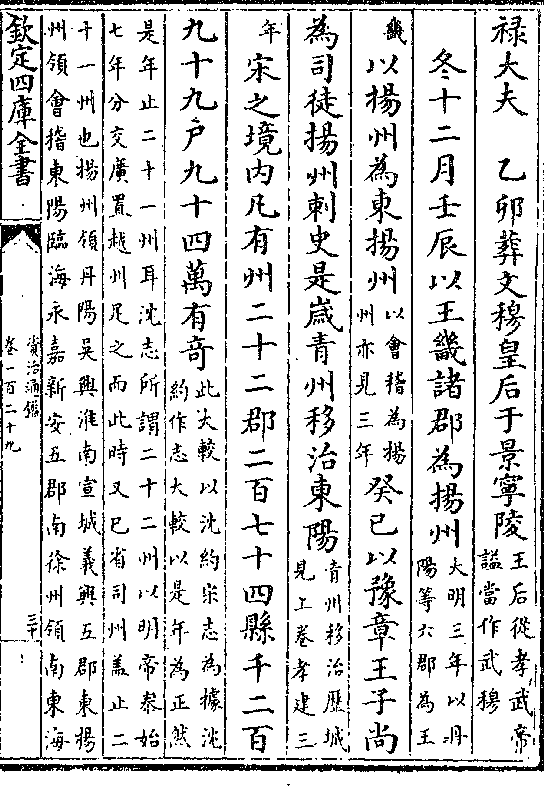 祿大夫　乙卯葬文穆皇后于景寧陵王后從孝武帝
謚當作武穆
冬十二月壬辰以王畿諸郡為揚州大明三年以丹
陽等六郡為王
畿以揚州為東揚州以會稽為揚
州亦見三年癸巳以豫章王子尚
為司徒揚州刺史是嵗青州移治東陽青州移治歴城
見上卷孝建三
年宋之境内凡有州二十二郡二百七十四縣千二百
九十九戸九十四萬有竒此大較以沈約宋志為據沈
約作志大較以是年為正然
是年止二十一州耳沈志所謂二十二州以明帝泰始
七年分交廣置越州足之而此時又已省司州盖止二
十一州也揚州領丹陽吳興淮南宣城義興五郡東揚
州領會稽東陽臨海永嘉新安五郡南徐州領南東海
欽定四庫全書
資治通鑑
卷一百二十九
三十